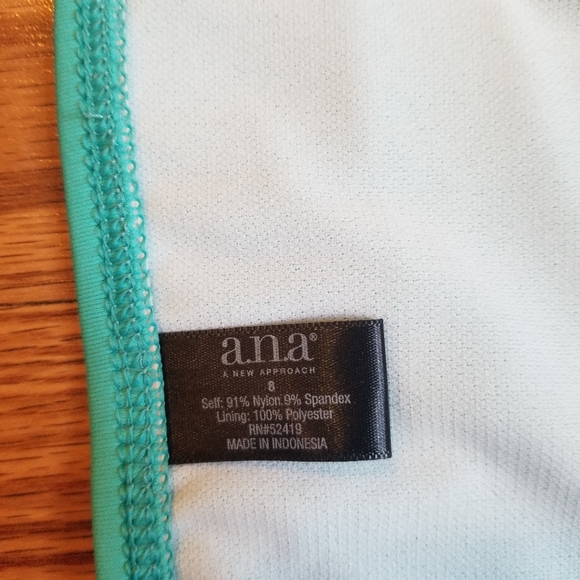 a.n.a®
A NEW APPROACH
8
Self: 91% Nylon 9% Spandex
Lining: 100% Polyester
RN#52419
MADE IN INDONESIA